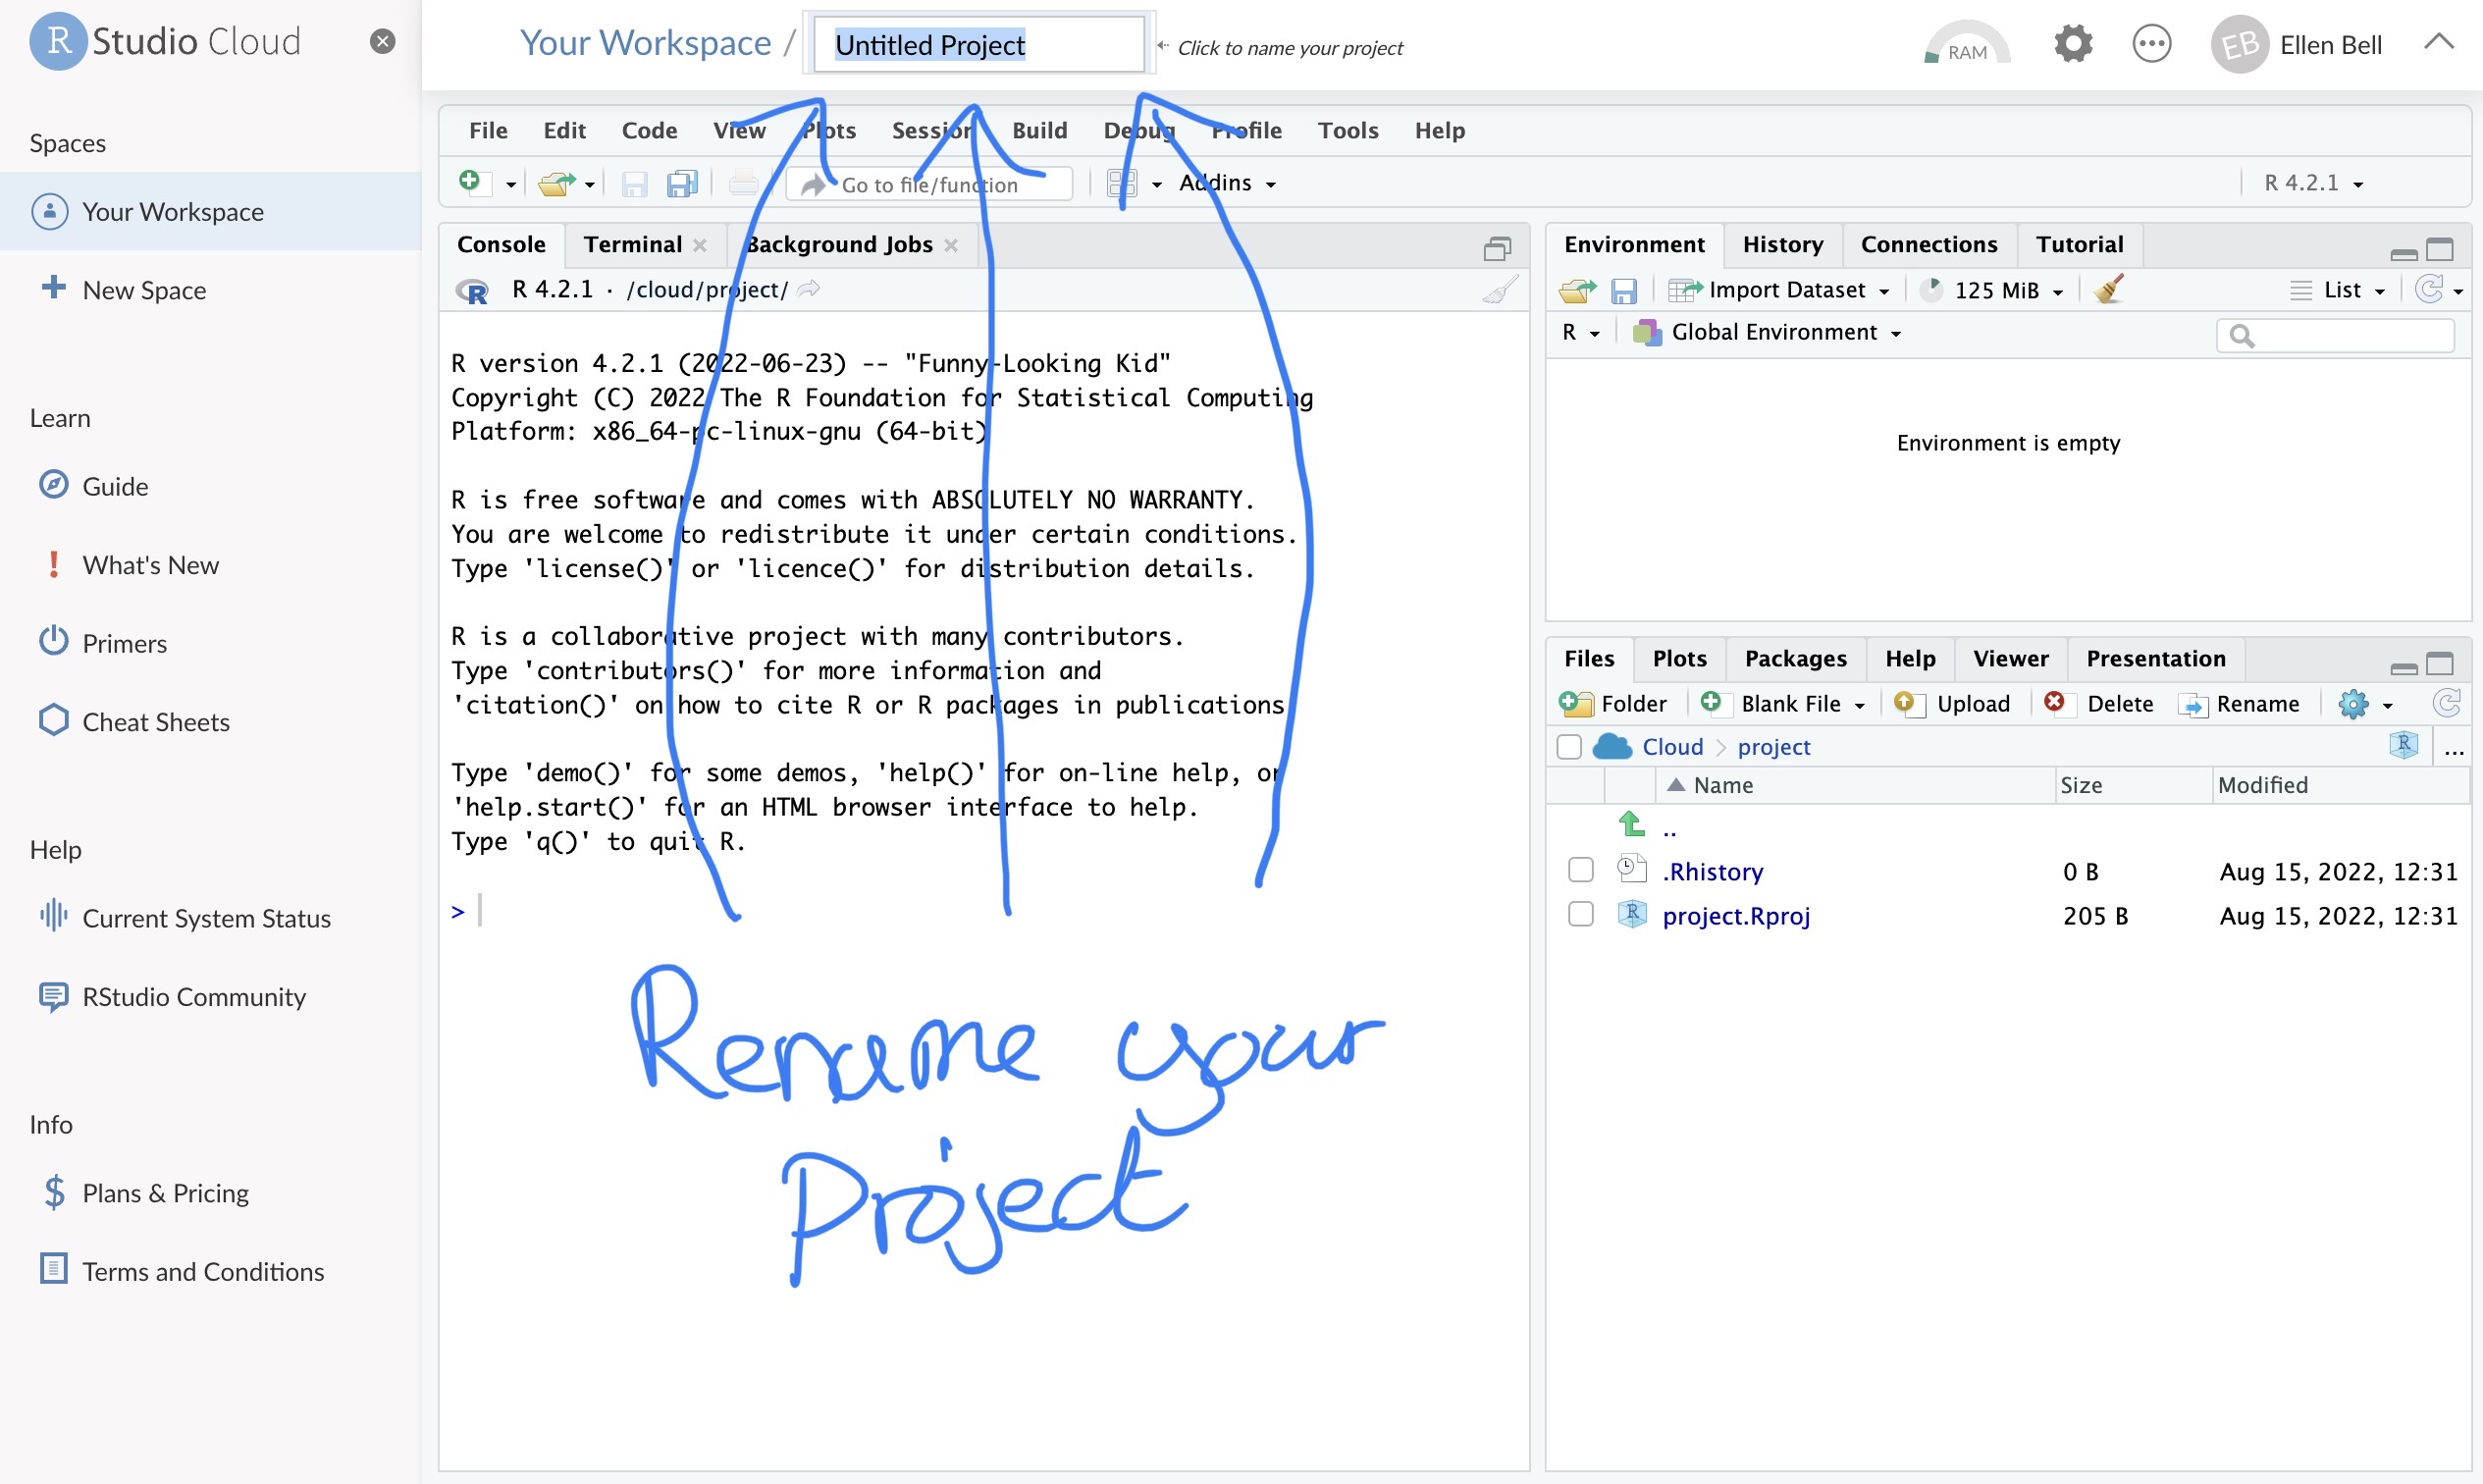 R Studio Cloud
Your Workspace / Untitled Project Click to name your project
RAM
EB Ellen Bell
Spaces
Your Workspace
New Space
Learn
Guide
What's New
Primers
Cheat Sheets
Help
Current System Status
RStudio Community
Info
Plans & Pricing
Terms and Conditions
File Edit Code View Plots Session Build Debug Profile Tools Help
Go to file/function Addins R 4.2.1
Console Terminal Background Jobs
R 4.2.1 · /cloud/project/
R version 4.2.1 (2022-06-23) -- "Funny-Looking Kid"
Copyright (C) 2022 The R Foundation for Statistical Computing
Platform: x86_64-pc-linux-gnu (64-bit)
R is free software and comes with ABSOLUTELY NO WARRANTY.
You are welcome to redistribute it under certain conditions.
Type 'license()' or 'licence()' for distribution details.
R is a collaborative project with many contributors.
Type 'contributors()' for more information and
'citation()' on how to cite R or R packages in publications
Type 'demo()' for some demos, 'help()' for on-line help, or
'help.start()' for an HTML browser interface to help.
Type 'q()' to quit R.
>
Rename your
Project
Environment History Connections Tutorial
Import Dataset 125 MiB List
R Global Environment
Environment is empty
Files Plots Packages Help Viewer Presentation
Folder Blank File Upload Delete Rename
Cloud > project R ...
Name Size Modified
..
.Rhistory 0 B Aug 15, 2022, 12:31
project.Rproj 205 B Aug 15, 2022, 12:31